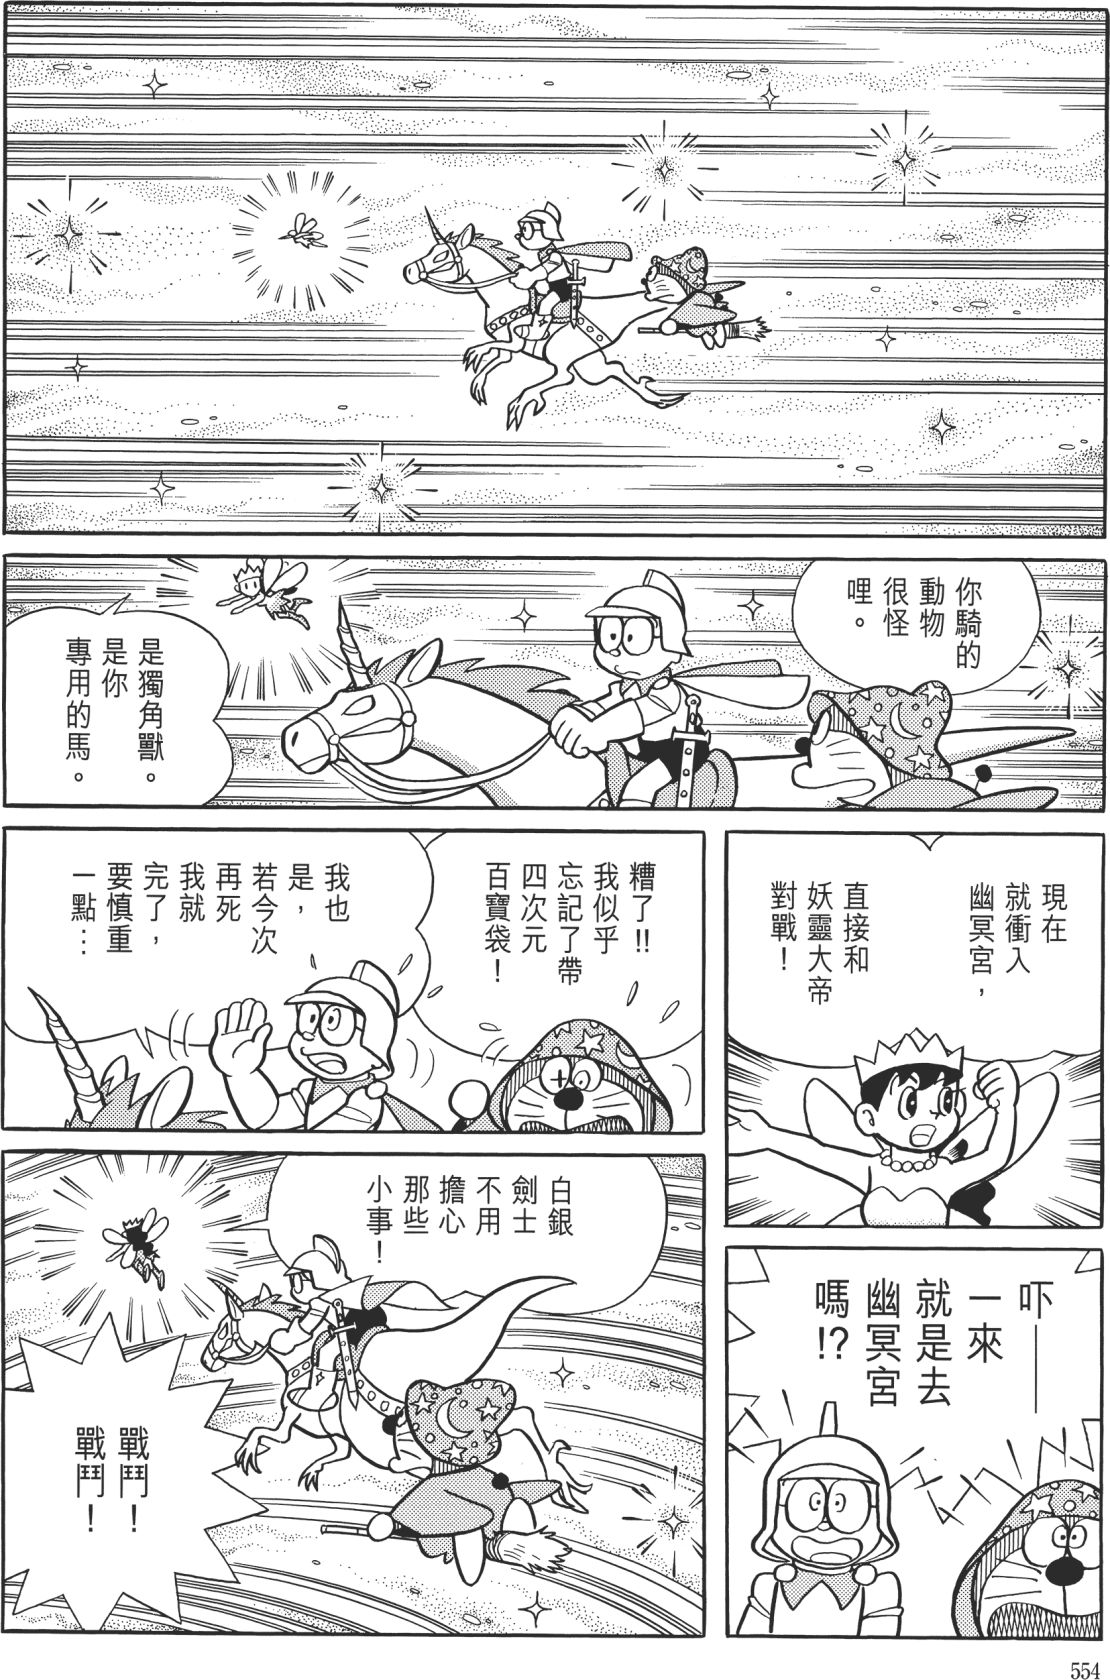 你騎的
動物
很怪
哩。
是獨角獸。
是你
專用的馬。
現在
就衝入
幽冥宮，
直接和
妖靈大帝
對戰！
吓——
一來
就是去
幽冥宮
嗎！？
糟了！！
我似乎
忘記了帶
四次元
百寶袋！
我也
是，
若今次
再死
我就
完了，
要慎重
一點…
白銀
劍士
不用
擔心
那些
小事！
戰鬥！
戰鬥！
554